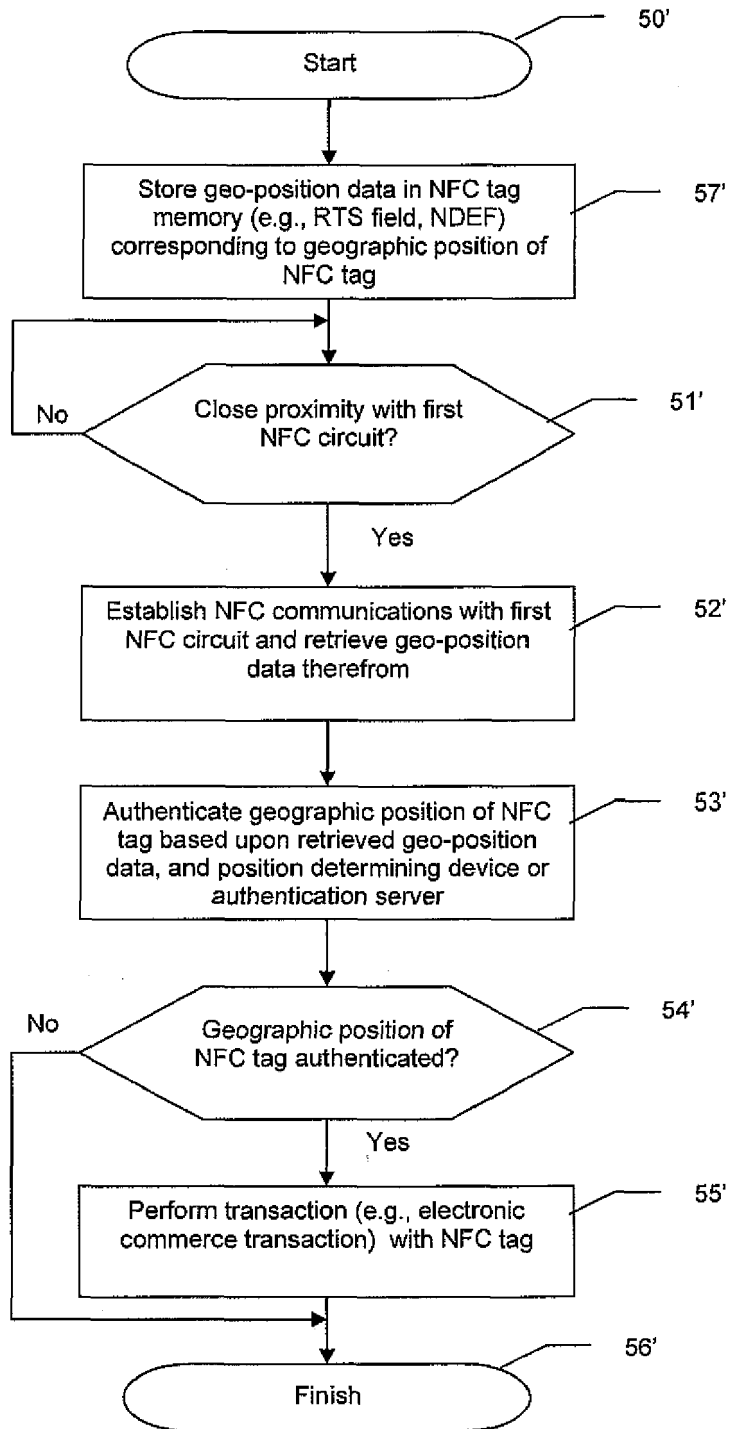 50'
Start
Store geo-position data in NFC tag
memory (e.g., RTS field, NDEF)
corresponding to geographic position of
NFC tag
57'
No
Close proximity with first
NFC circuit?
51'
Yes
Establish NFC communications with first
NFC circuit and retrieve geo-position
data therefrom
52'
Authenticate geographic position of NFC
tag based upon retrieved geo-position
data, and position determining device or
authentication server
53'
No
Geographic position of
NFC tag authenticated?
54'
Yes
Perform transaction (e.g., electronic
commerce transaction) with NFC tag
55'
56'
Finish